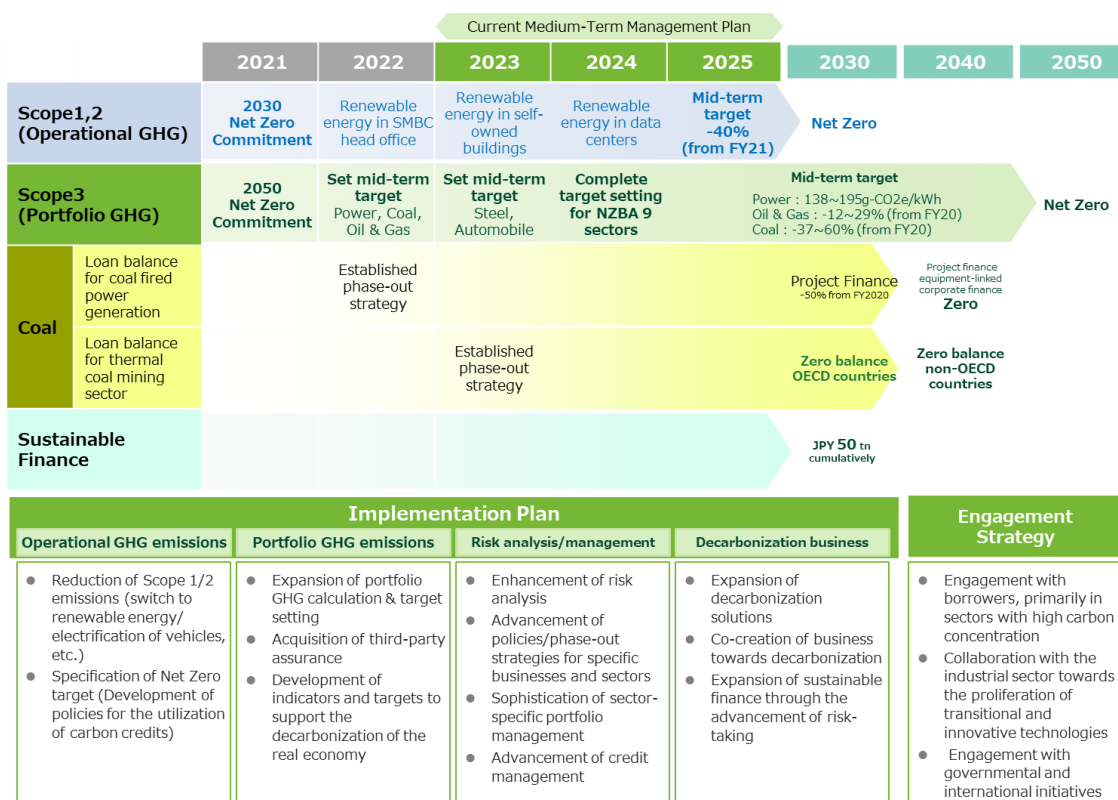 Current Medium-Term Management Plan
2021
2022
2023
2024
2025
2030
2040
2050
Scope1,2
(Operational GHG)
2030
Net Zero
Commitment
Renewable
energy in SMBC
head office
Renewable
energy in self-
owned
buildings
Renewable
energy in data
centers
Mid-term
target
-40%
(from FY21)
Net Zero
Scope3
(Portfolio GHG)
2050
Net Zero
Commitment
Set mid-term
target
Power, Coal,
Oil & Gas
Set mid-term
target
Steel,
Automobile
Complete
target setting
for NZBA 9
sectors
Mid-term target
Power : 138~195g-CO2e/kWh
Oil & Gas : -12~29% (from FY20)
Coal : -37~60% (from FY20)
Net Zero
Coal
Loan balance
for coal fired
power
generation
Established
phase-out
strategy
Project Finance
-50% from FY2020
Project finance
equipment-linked
corporate finance
Zero
Loan balance
for thermal
coal mining
sector
Established
phase-out
strategy
Zero balance
OECD countries
Zero balance
non-OECD
countries
Sustainable
Finance
JPY 50 tn
cumulatively
Implementation Plan
Operational GHG emissions
● Reduction of Scope 1/2
emissions (switch to
renewable energy/
electrification of vehicles,
etc.)
● Specification of Net Zero
target (Development of
policies for the utilization
of carbon credits)
Portfolio GHG emissions
● Expansion of portfolio
GHG calculation & target
setting
● Acquisition of third-party
assurance
● Development of
indicators and targets to
support the
decarbonization of the
real economy
Risk analysis/management
● Enhancement of risk
analysis
● Advancement of
policies/phase-out
strategies for specific
businesses and sectors
● Sophistication of sector-
specific portfolio
management
● Advancement of credit
management
Decarbonization business
● Expansion of
decarbonization
solutions
● Co-creation of business
towards decarbonization
● Expansion of sustainable
finance through the
advancement of risk-
taking
Engagement
Strategy
● Engagement with
borrowers, primarily in
sectors with high carbon
concentration
● Collaboration with the
industrial sector towards
the proliferation of
transitional and
innovative technologies
● Engagement with
governmental and
international initiatives